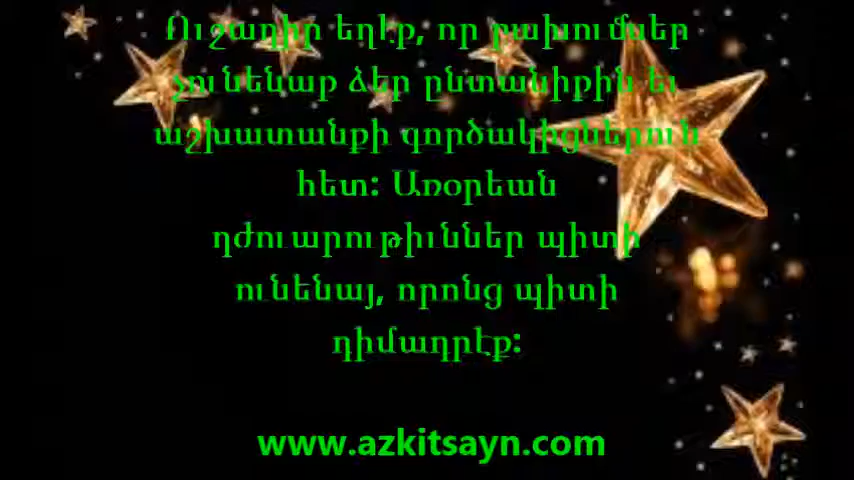 Ուշադիր եղէք, որ բախումներ
չունենաք ձեր ընտանիքին եւ
աշխատանքի գործակիցներուն
հետ: Առօրեան
դժուարութիւններ պիտի
ունենայ, որոնց պիտի
դիմադրէք:
www.azkitsayn.com